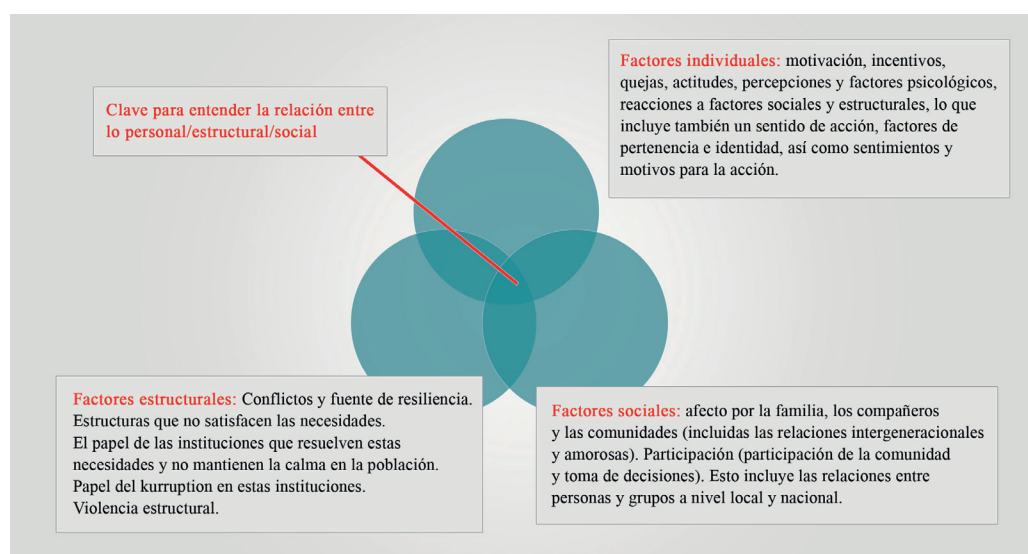 Clave para entender la relación entre
lo personal/estructural/social
Factores individuales: motivación, incentivos,
quejas, actitudes, percepciones y factores psicológicos,
reacciones a factores sociales y estructurales, lo que
incluye también un sentido de acción, factores de
pertenencia e identidad, así como sentimientos y
motivos para la acción.
Factores estructurales: Conflictos y fuente de resiliencia.
Estructuras que no satisfacen las necesidades.
El papel de las instituciones que resuelven estas
necesidades y no mantienen la calma en la población.
Papel del kurruption en estas instituciones.
Violencia estructural.
Factores sociales: afecto por la familia, los compañeros
y las comunidades (incluidas las relaciones intergeneracionales
y amorosas). Participación (participación de la comunidad
y toma de decisiones). Esto incluye las relaciones entre
personas y grupos a nivel local y nacional.